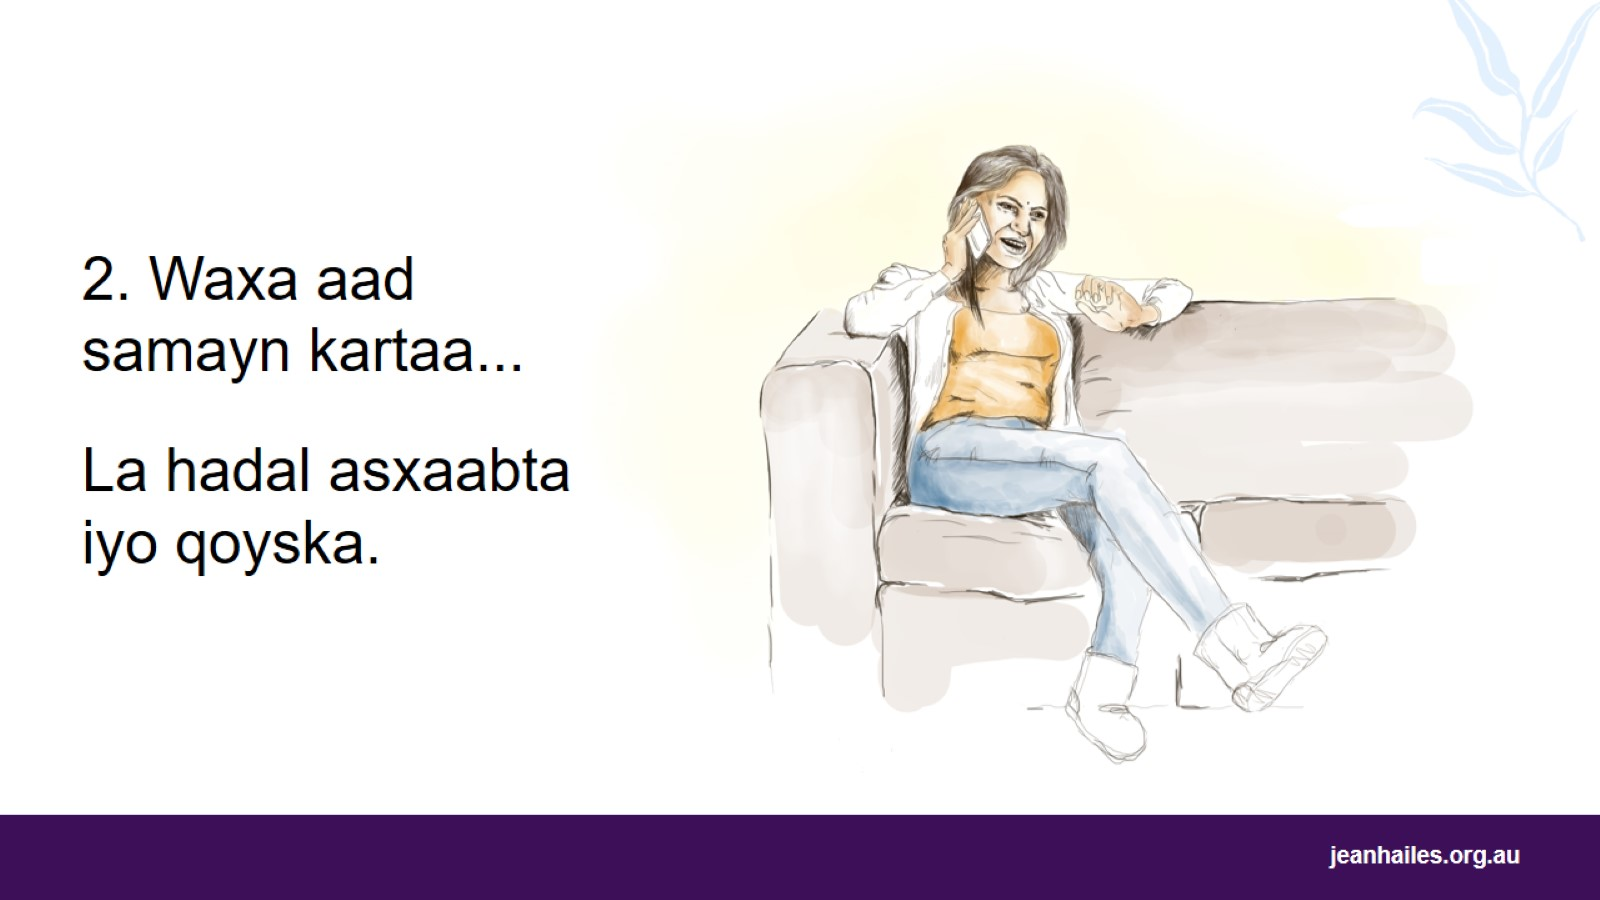 2. Waxa aad
samayn kartaa...
La hadal asxaabta
iyo qoyska.
jeanhailes.org.au